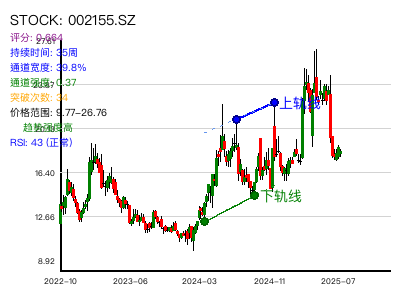 STOCK: 002155.SZ
评分: 0.664
27.61
持续时间: 35周
通道宽度: 39.8%
通道强度: 0.37
突破次数: 34
价格范围: 9.77-26.76
趋势强度高
RSI: 43 (正常)
上轨线
下轨线
16.40
12.66
8.92
2022-10
2023-06
2024-03
2024-11
2025-07